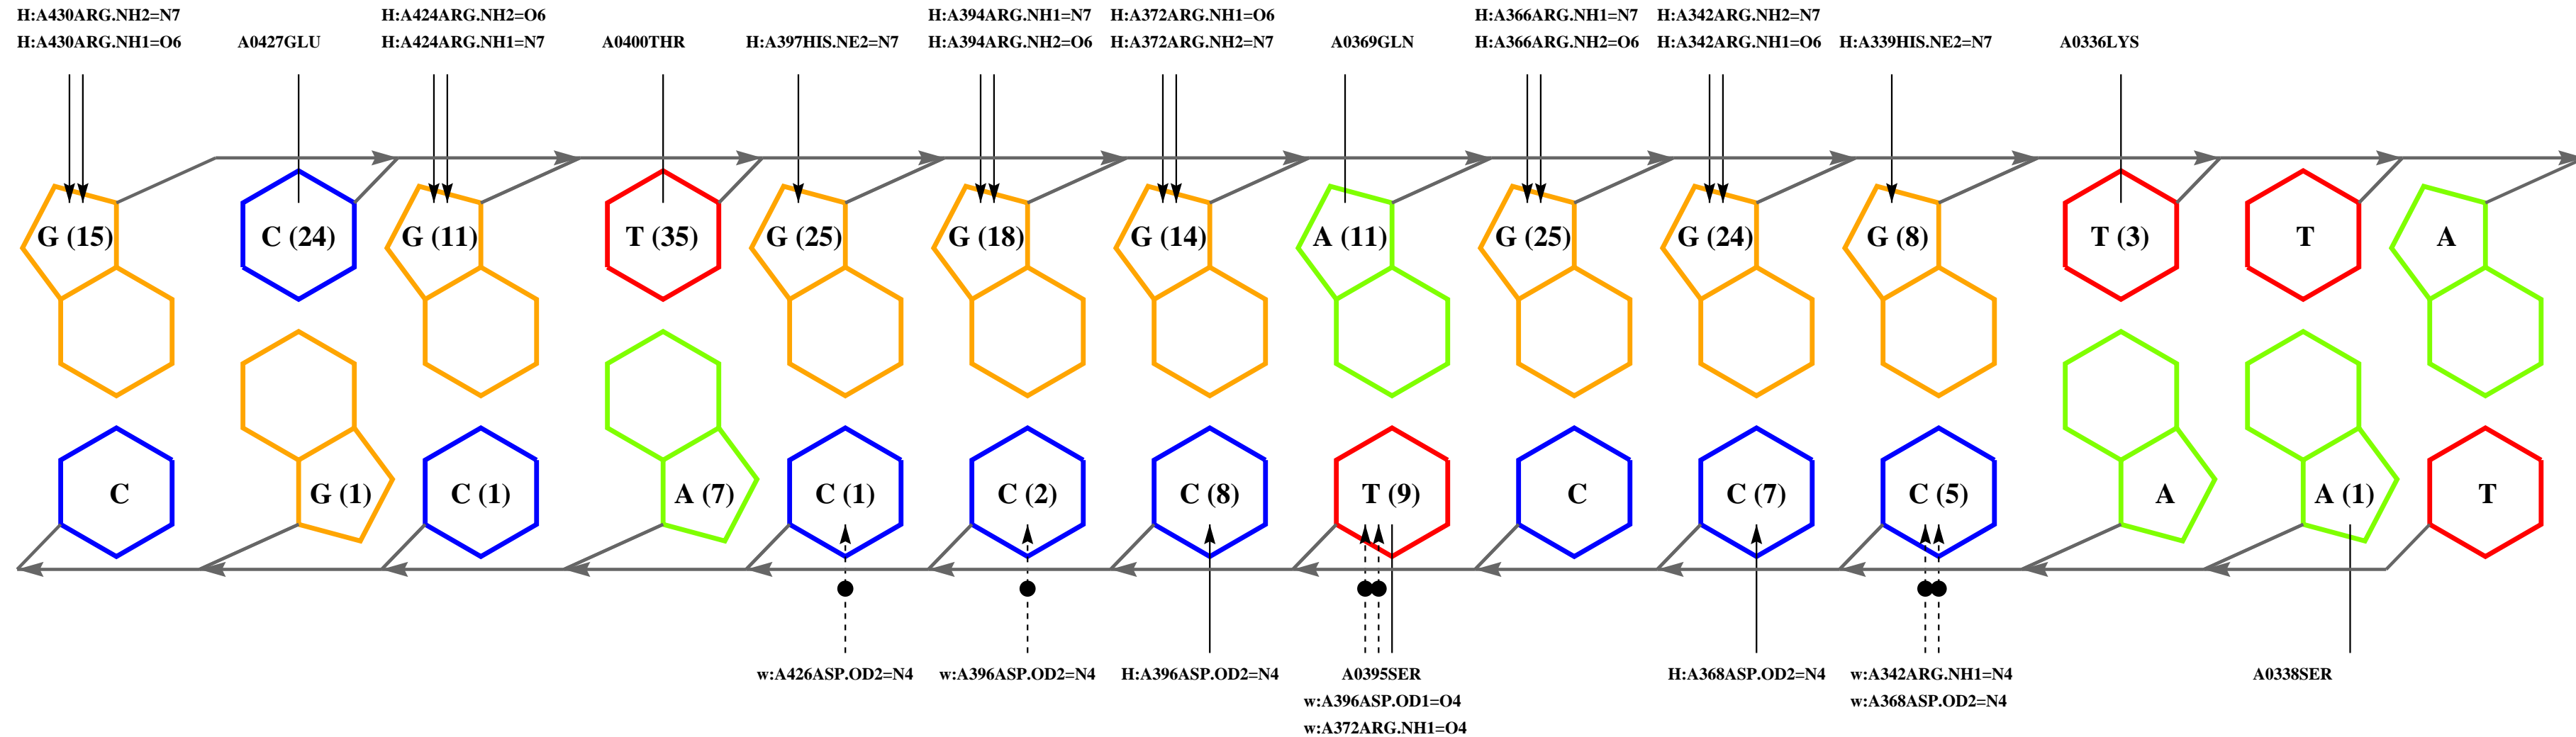 H:A430ARG.NH2=N7 H:A424ARG.NH2=O6 H:A394ARG.NH1=N7 H:A372ARG.NH1=O6 H:A366ARG.NH1=N7 H:A342ARG.NH2=N7
H:A430ARG.NH1=O6 A0427GLU H:A424ARG.NH1=N7 A0400THR H:A397HIS.NE2=N7 H:A394ARG.NH2=O6 H:A372ARG.NH2=N7 A0369GLN H:A366ARG.NH2=O6 H:A342ARG.NH1=O6 H:A339HIS.NE2=N7 A0336LYS
G (15) C (24) G (11) T (35) G (25) G (18) G (14) A (11) G (25) G (24) G (8) T (3) T A
C G (1) C (1) A (7) C (1) C (2) C (8) T (9) C C (7) C (5) A A (1) T
w:A426ASP.OD2=N4 w:A396ASP.OD2=N4 H:A396ASP.OD2=N4 A0395SER H:A368ASP.OD2=N4 w:A342ARG.NH1=N4 A0338SER
w:A396ASP.OD1=O4 w:A368ASP.OD2=N4
w:A372ARG.NH1=O4